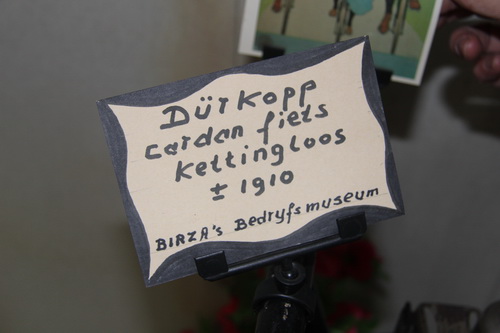 DÜrKopp
cardan fiets
Kettingloos
± 1910
BIRZA's Bedryfsmuseum